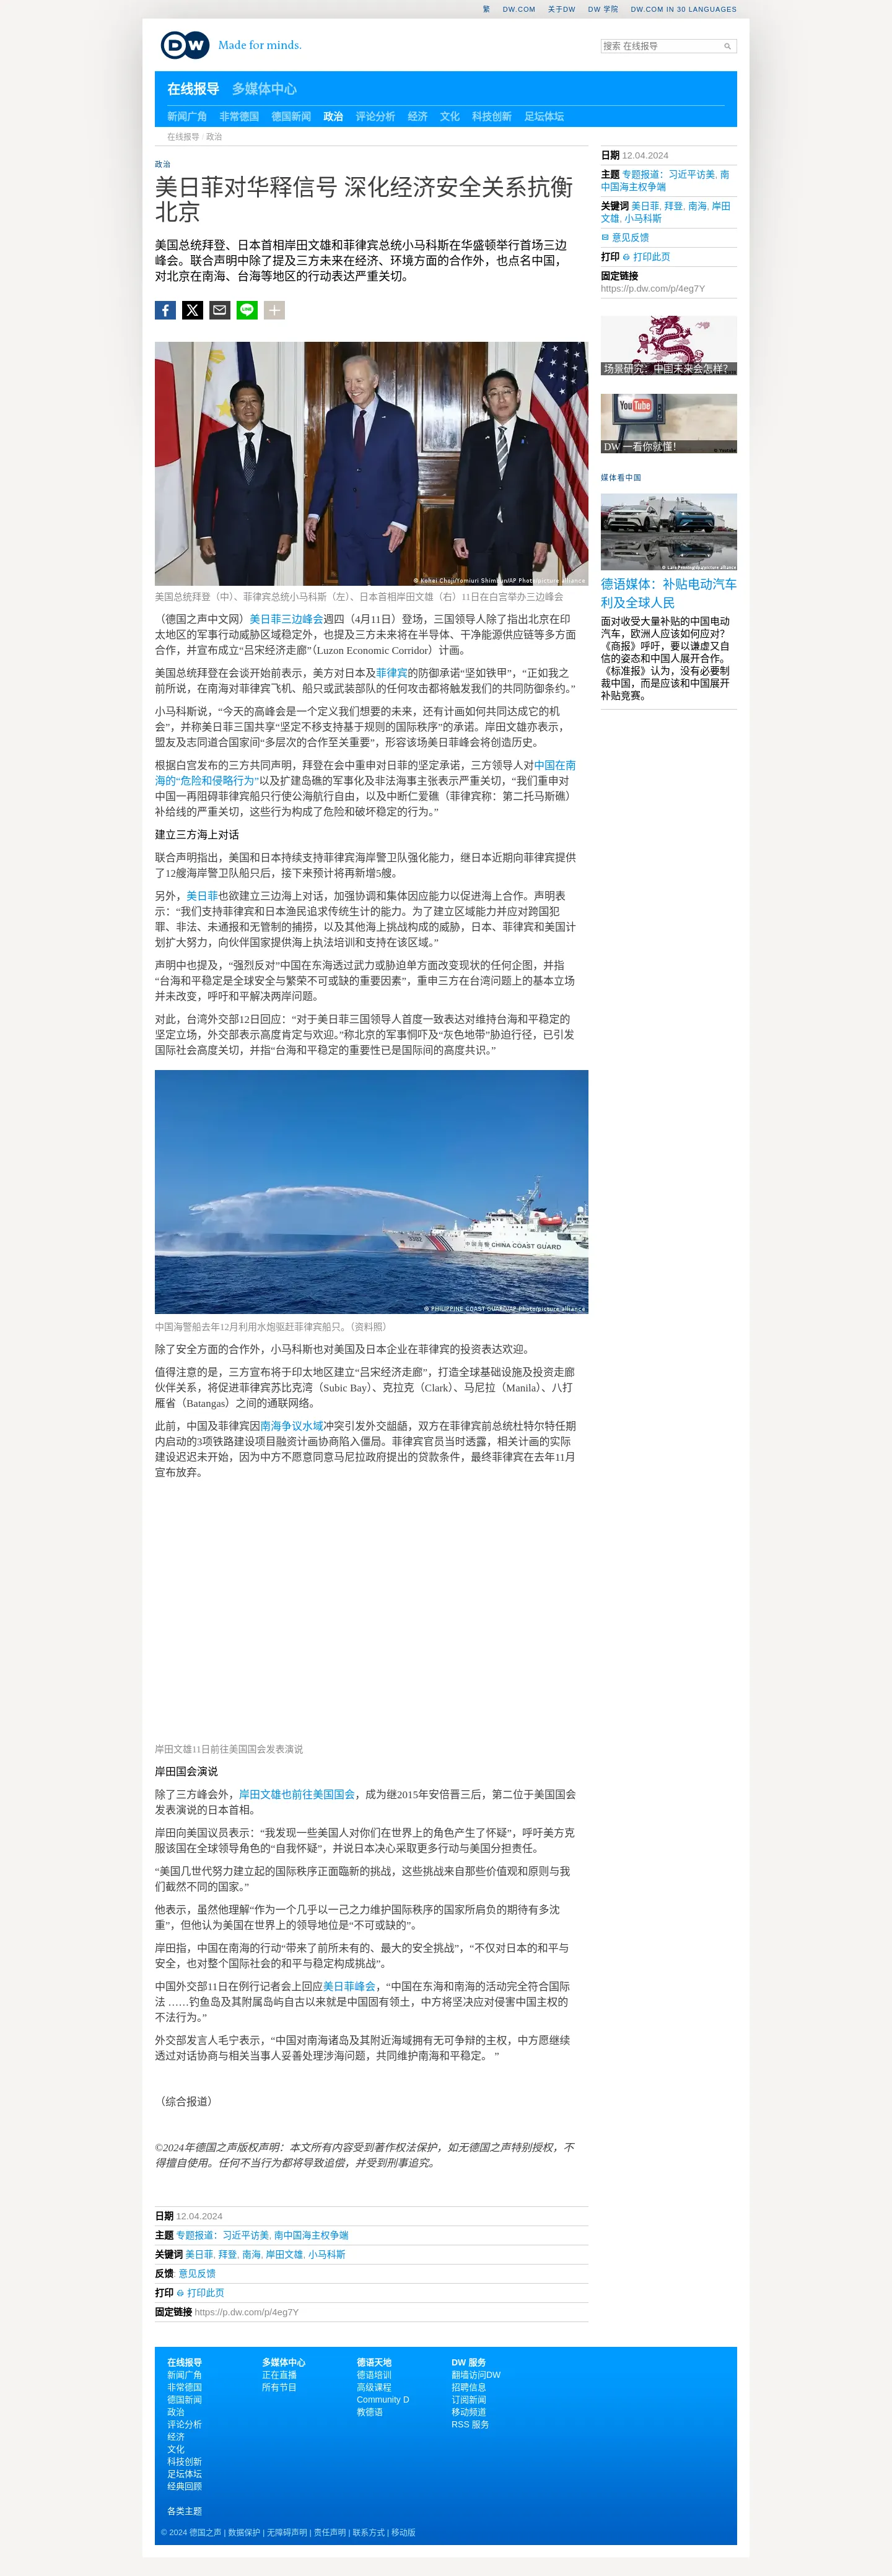 繁 DW.COM 关于DW DW 学院 DW.COM IN 30 LANGUAGES
DW Made for minds.
搜索 在线报导
在线报导 多媒体中心
新闻广角 非常德国 德国新闻 政治 评论分析 经济 文化 科技创新 足坛体坛
在线报导 / 政治
政治
美日菲对华释信号 深化经济安全关系抗衡
北京
美国总统拜登、日本首相岸田文雄和菲律宾总统小马科斯在华盛顿举行首场三边
峰会。联合声明中除了提及三方未来在经济、环境方面的合作外，也点名中国，
对北京在南海、台海等地区的行动表达严重关切。
© Kohei Choji/Yomiuri Shimbun/AP Photo/picture alliance
美国总统拜登（中）、菲律宾总统小马科斯（左）、日本首相岸田文雄（右）11日在白宫举办三边峰会
（德国之声中文网）美日菲三边峰会週四（4月11日）登场，三国领导人除了指出北京在印
太地区的军事行动威胁区域稳定外，也提及三方未来将在半导体、干净能源供应链等多方面
合作，并宣布成立“吕宋经济走廊”（Luzon Economic Corridor）计画。
美国总统拜登在会谈开始前表示，美方对日本及菲律宾的防御承诺“坚如铁甲”，“正如我之
前所说，在南海对菲律宾飞机、船只或武装部队的任何攻击都将触发我们的共同防御条约。”
小马科斯说，“今天的高峰会是一个定义我们想要的未来，还有计画如何共同达成它的机
会”，并称美日菲三国共享“坚定不移支持基于规则的国际秩序”的承诺。岸田文雄亦表示，
盟友及志同道合国家间“多层次的合作至关重要”，形容该场美日菲峰会将创造历史。
根据白宫发布的三方共同声明，拜登在会中重申对日菲的坚定承诺，三方领导人对中国在南
海的“危险和侵略行为”以及扩建岛礁的军事化及非法海事主张表示严重关切，“我们重申对
中国一再阻碍菲律宾船只行使公海航行自由，以及中断仁爱礁（菲律宾称：第二托马斯礁）
补给线的严重关切，这些行为构成了危险和破坏稳定的行为。”
建立三方海上对话
联合声明指出，美国和日本持续支持菲律宾海岸警卫队强化能力，继日本近期向菲律宾提供
了12艘海岸警卫队船只后，接下来预计将再新增5艘。
另外，美日菲也欲建立三边海上对话，加强协调和集体因应能力以促进海上合作。声明表
示：“我们支持菲律宾和日本渔民追求传统生计的能力。为了建立区域能力并应对跨国犯
罪、非法、未通报和无管制的捕捞，以及其他海上挑战构成的威胁，日本、菲律宾和美国计
划扩大努力，向伙伴国家提供海上执法培训和支持在该区域。”
声明中也提及，“强烈反对”中国在东海透过武力或胁迫单方面改变现状的任何企图，并指
“台海和平稳定是全球安全与繁荣不可或缺的重要因素”，重申三方在台湾问题上的基本立场
并未改变，呼吁和平解决两岸问题。
对此，台湾外交部12日回应：“对于美日菲三国领导人首度一致表达对维持台海和平稳定的
坚定立场，外交部表示高度肯定与欢迎。”称北京的军事恫吓及“灰色地带”胁迫行径，已引发
国际社会高度关切，并指“台海和平稳定的重要性已是国际间的高度共识。”
3302 中国海警 CHINA COAST GUARD
© PHILIPPINE COAST GUARD/AP Photo/picture alliance
中国海警船去年12月利用水炮驱赶菲律宾船只。（资料照）
除了安全方面的合作外，小马科斯也对美国及日本企业在菲律宾的投资表达欢迎。
值得注意的是，三方宣布将于印太地区建立“吕宋经济走廊”，打造全球基础设施及投资走廊
伙伴关系，将促进菲律宾苏比克湾（Subic Bay）、克拉克（Clark）、马尼拉（Manila）、八打
雁省（Batangas）之间的通联网络。
此前，中国及菲律宾因南海争议水域冲突引发外交龃龉，双方在菲律宾前总统杜特尔特任期
内启动的3项铁路建设项目融资计画协商陷入僵局。菲律宾官员当时透露，相关计画的实际
建设迟迟未开始，因为中方不愿意同意马尼拉政府提出的贷款条件，最终菲律宾在去年11月
宣布放弃。
岸田文雄11日前往美国国会发表演说
岸田国会演说
除了三方峰会外，岸田文雄也前往美国国会，成为继2015年安倍晋三后，第二位于美国国会
发表演说的日本首相。
岸田向美国议员表示：“我发现一些美国人对你们在世界上的角色产生了怀疑”，呼吁美方克
服该国在全球领导角色的“自我怀疑”，并说日本决心采取更多行动与美国分担责任。
“美国几世代努力建立起的国际秩序正面臨新的挑战，这些挑战来自那些价值观和原则与我
们截然不同的国家。”
他表示，虽然他理解“作为一个几乎以一己之力维护国际秩序的国家所肩负的期待有多沈
重”，但他认为美国在世界上的领导地位是“不可或缺的”。
岸田指，中国在南海的行动“带来了前所未有的、最大的安全挑战”，“不仅对日本的和平与
安全，也对整个国际社会的和平与稳定构成挑战”。
中国外交部11日在例行记者会上回应美日菲峰会，“中国在东海和南海的活动完全符合国际
法 ……钓鱼岛及其附属岛屿自古以来就是中国固有领土，中方将坚决应对侵害中国主权的
不法行为。”
外交部发言人毛宁表示，“中国对南海诸岛及其附近海域拥有无可争辩的主权，中方愿继续
透过对话协商与相关当事人妥善处理涉海问题，共同维护南海和平稳定。 ”
（综合报道）
©2024年德国之声版权声明：本文所有内容受到著作权法保护，如无德国之声特别授权，不
得擅自使用。任何不当行为都将导致追偿，并受到刑事追究。
日期 12.04.2024
主题 专题报道：习近平访美, 南中国海主权争端
关键词 美日菲, 拜登, 南海, 岸田文雄, 小马科斯
反馈: 意见反馈
打印 打印此页
固定链接 https://p.dw.com/p/4eg7Y
日期 12.04.2024
主题 专题报道：习近平访美, 南
中国海主权争端
关键词 美日菲, 拜登, 南海, 岸田
文雄, 小马科斯
意见反馈
打印 打印此页
固定链接
https://p.dw.com/p/4eg7Y
场景研究：中国未来会怎样？
YouTube
DW 一看你就懂！
© Youtube
媒体看中国
德语媒体：补贴电动汽车
利及全球人民
面对收受大量补贴的中国电动
汽车，欧洲人应该如何应对？
《商报》呼吁，要以谦虚又自
信的姿态和中国人展开合作。
《标准报》认为，没有必要制
裁中国，而是应该和中国展开
补贴竞赛。
在线报导
新闻广角
非常德国
德国新闻
政治
评论分析
经济
文化
科技创新
足坛体坛
经典回顾
各类主题
多媒体中心
正在直播
所有节目
德语天地
德语培训
高级课程
Community D
教德语
DW 服务
翻墙访问DW
招聘信息
订阅新闻
移动频道
RSS 服务
© 2024 德国之声 | 数据保护 | 无障碍声明 | 责任声明 | 联系方式 | 移动版